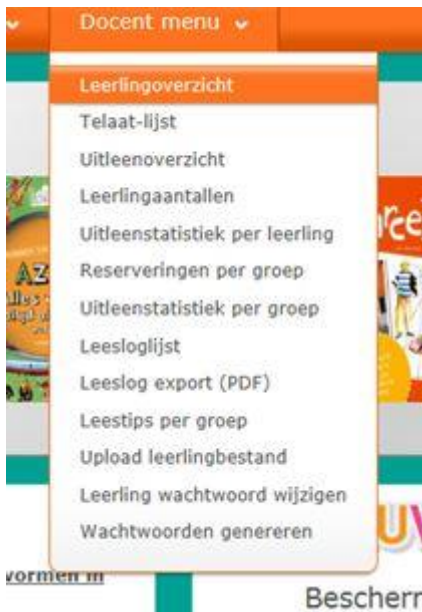 Docent menu
Leerlingoverzicht
Telaat-lijst
Uitleenoverzicht
Leerlingaantallen
Uitleenstatistiek per leerling
Reserveringen per groep
Uitleenstatistiek per groep
Leesloglijst
Leeslog export (PDF)
Leestips per groep
Upload leerlingbestand
Leerling wachtwoord wijzigen
Wachtwoorden genereren
AZ
vormen in